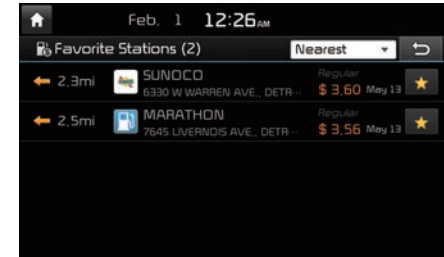 Feb. 1 12:26AM
Favorite Stations (2) Nearest
2.3mi SUNOCO Regular
6330 W WARREN AVE., DETR... $ 3.60 May 13
2.5mi MARATHON Regular
7645 LIVERNOIS AVE., DETR... $ 3.56 May 13